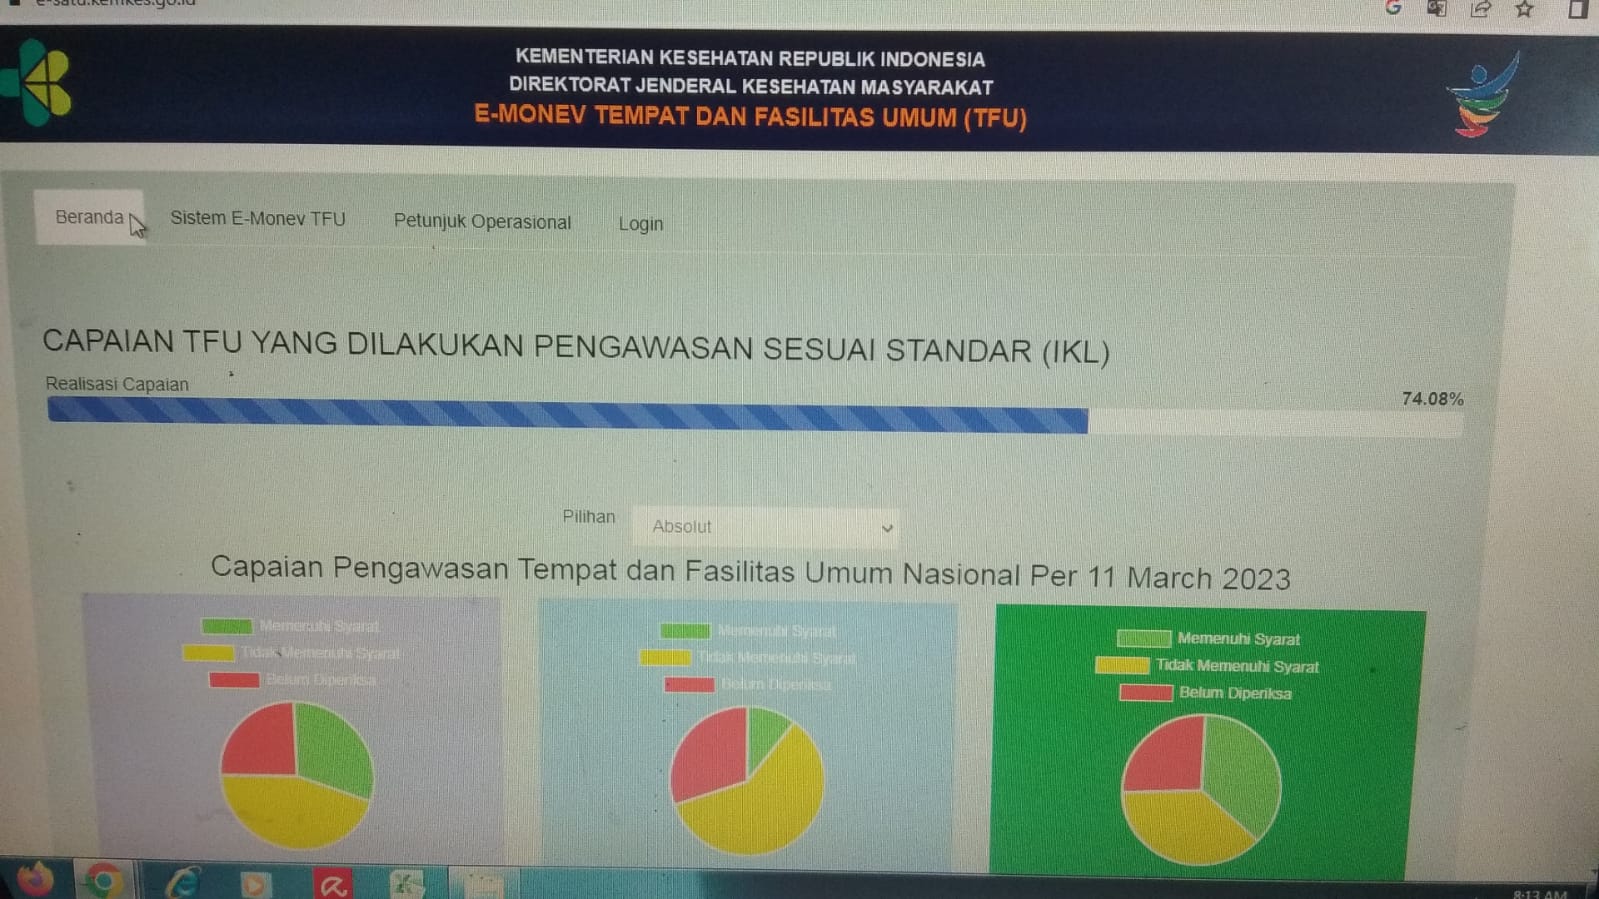 e-satu.kemkes.go.id
KEMENTERIAN KESEHATAN REPUBLIK INDONESIA
DIREKTORAT JENDERAL KESEHATAN MASYARAKAT
E-MONEV TEMPAT DAN FASILITAS UMUM (TFU)
Beranda Sistem E-Monev TFU Petunjuk Operasional Login
CAPAIAN TFU YANG DILAKUKAN PENGAWASAN SESUAI STANDAR (IKL)
Realisasi Capaian
74.08%
Pilihan Absolut
Capaian Pengawasan Tempat dan Fasilitas Umum Nasional Per 11 March 2023
Memenuhi Syarat
Tidak Memenuhi Syarat
Belum Diperiksa
Memenuhi Syarat
Tidak Memenuhi Syarat
Belum Diperiksa
Memenuhi Syarat
Tidak Memenuhi Syarat
Belum Diperiksa
8:13 AM